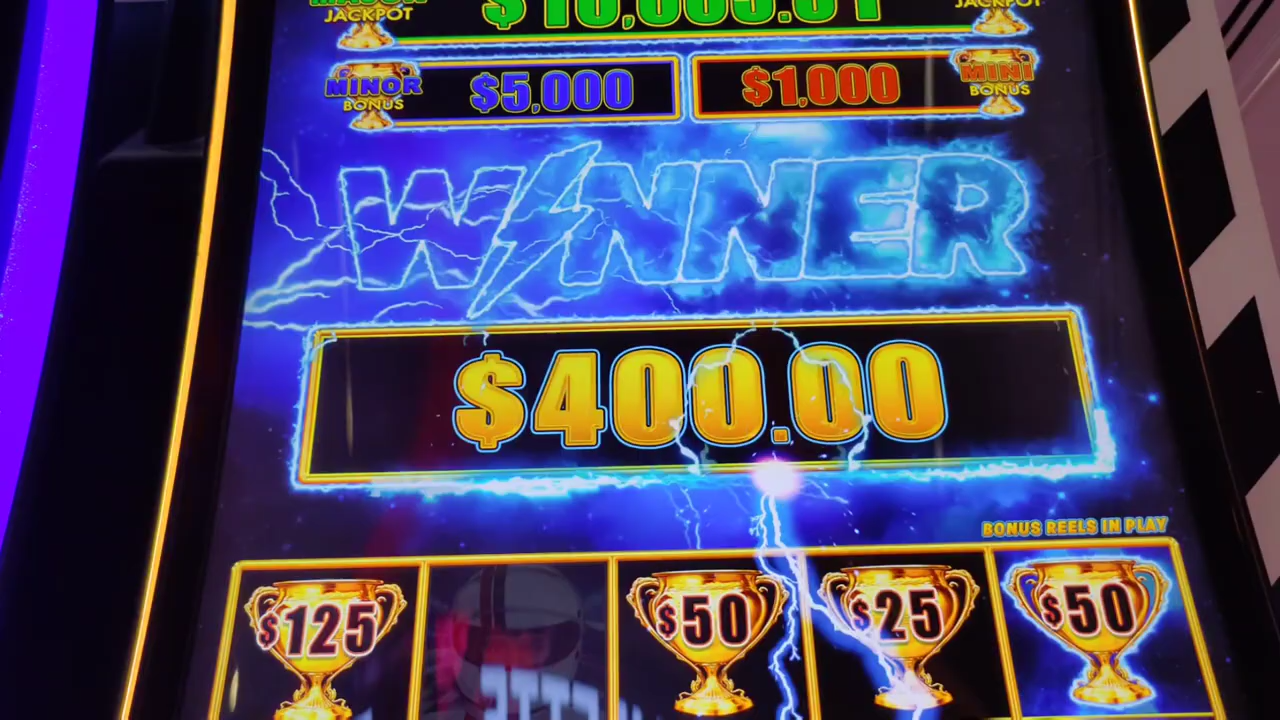 JACKPOT
JACKPOT
MINOR
BONUS
$5,000
$1,000
MINI
BONUS
WINNER
$400.00
BONUS REELS IN PLAY
$125
$50
$25
$50